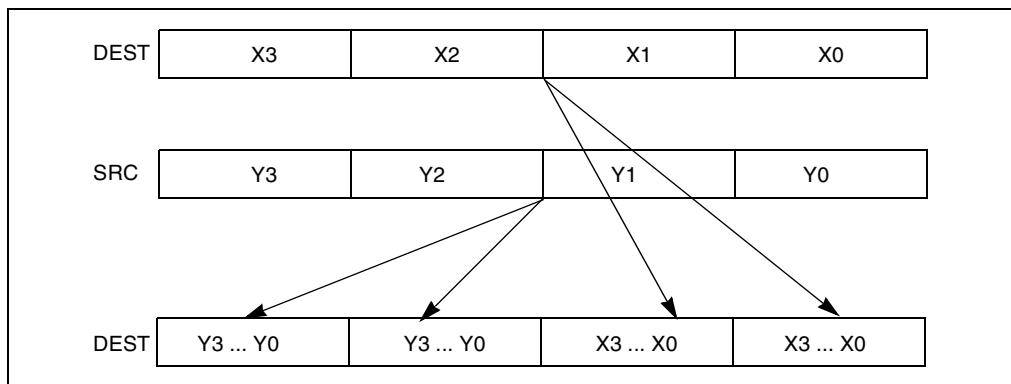 DEST X3 X2 X1 X0
SRC Y3 Y2 Y1 Y0
DEST Y3 ... Y0 Y3 ... Y0 X3 ... X0 X3 ... X0